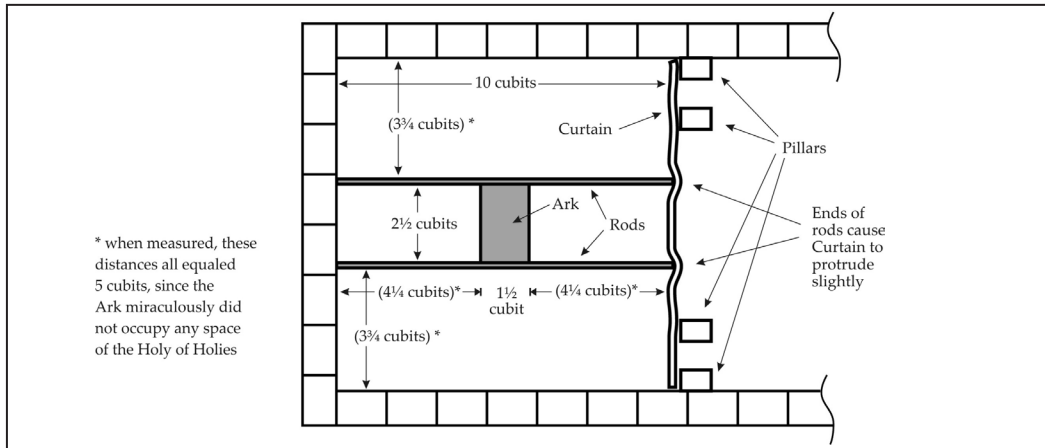 10 cubits
(3¾ cubits) *
Curtain
Pillars
2½ cubits
Ark
Rods
Ends of
rods cause
Curtain to
protrude
slightly
* when measured, these
distances all equaled
5 cubits, since the
Ark miraculously did
not occupy any space
of the Holy of Holies
(4¼ cubits)*
1½
cubit
(4¼ cubits)*
(3¾ cubits) *